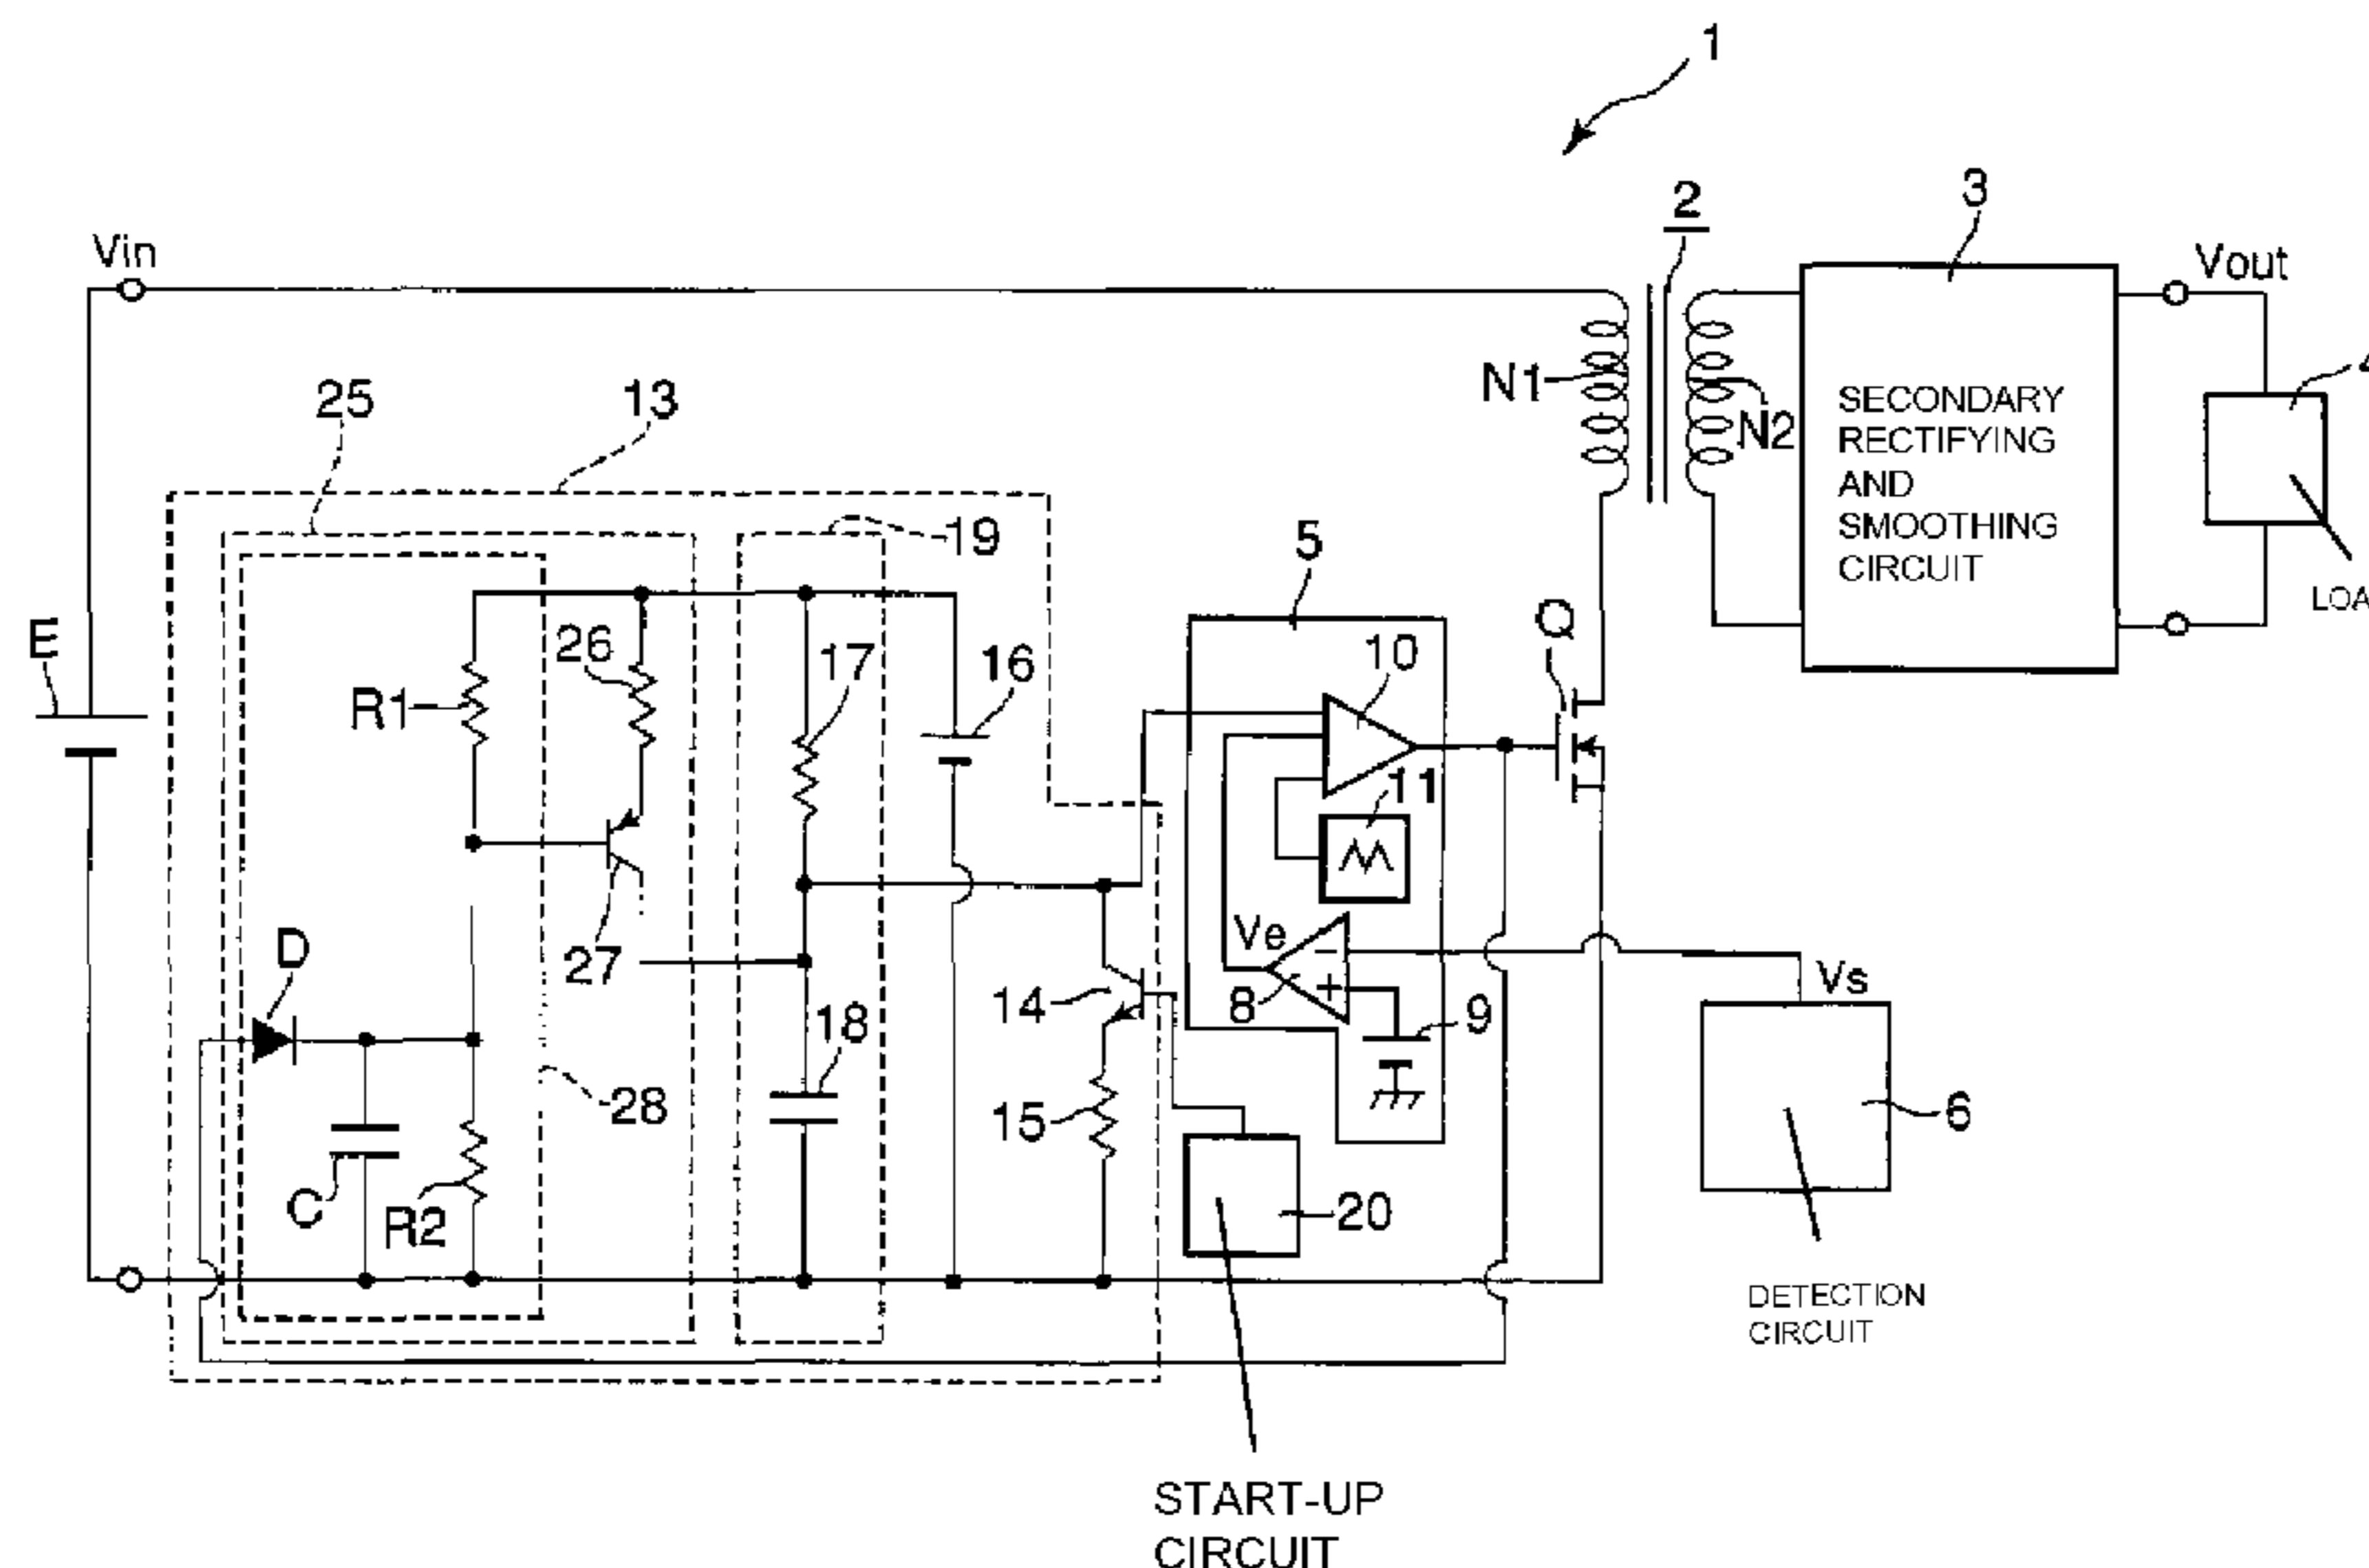 1
2
3
Vin
Vout
4
N1
N2
SECONDARY
RECTIFYING
AND
SMOOTHING
CIRCUIT
25
13
19
5
LOA
E
R1
26
17
16
10
Q
11
27
D
Ve
Vs
14
8
9
18
28
15
6
C
R2
20
DETECTION
CIRCUIT
START-UP
CIRCUIT